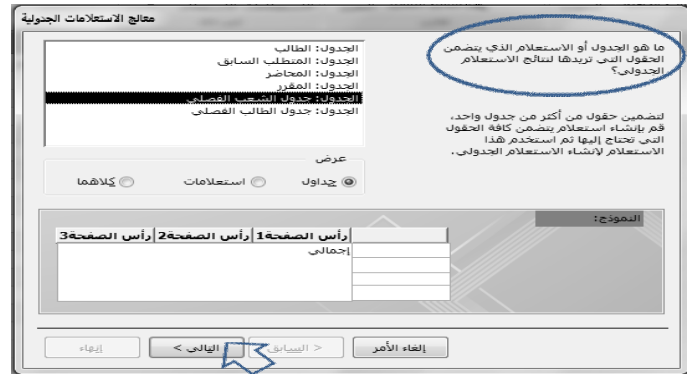 معالج الاستعلامات الجدولية
ما هو الجدول أو الاستعلام الذي يتضمن
الحقول التي تريدها لنتائج الاستعلام
الجدولي؟
لتضمين حقول من أكثر من جدول واحد،
قم بإنشاء استعلام يتضمن كافة الحقول
التي تحتاج إليها ثم استخدم هذا
الاستعلام لإنشاء الاستعلام الجدولي.
الجدول: الطالب
الجدول: المتطلب السابق
الجدول: المحاضر
الجدول: المقرر
الجدول: جدول الشعب الفصلي
الجدول: جدول الطالب الفصلي
عرض
جداول استعلامات كلاهما
النموذج:
رأس الصفحة1 رأس الصفحة2 رأس الصفحة3
إجمالي
إلغاء الأمر < السابق التالي > إنهاء